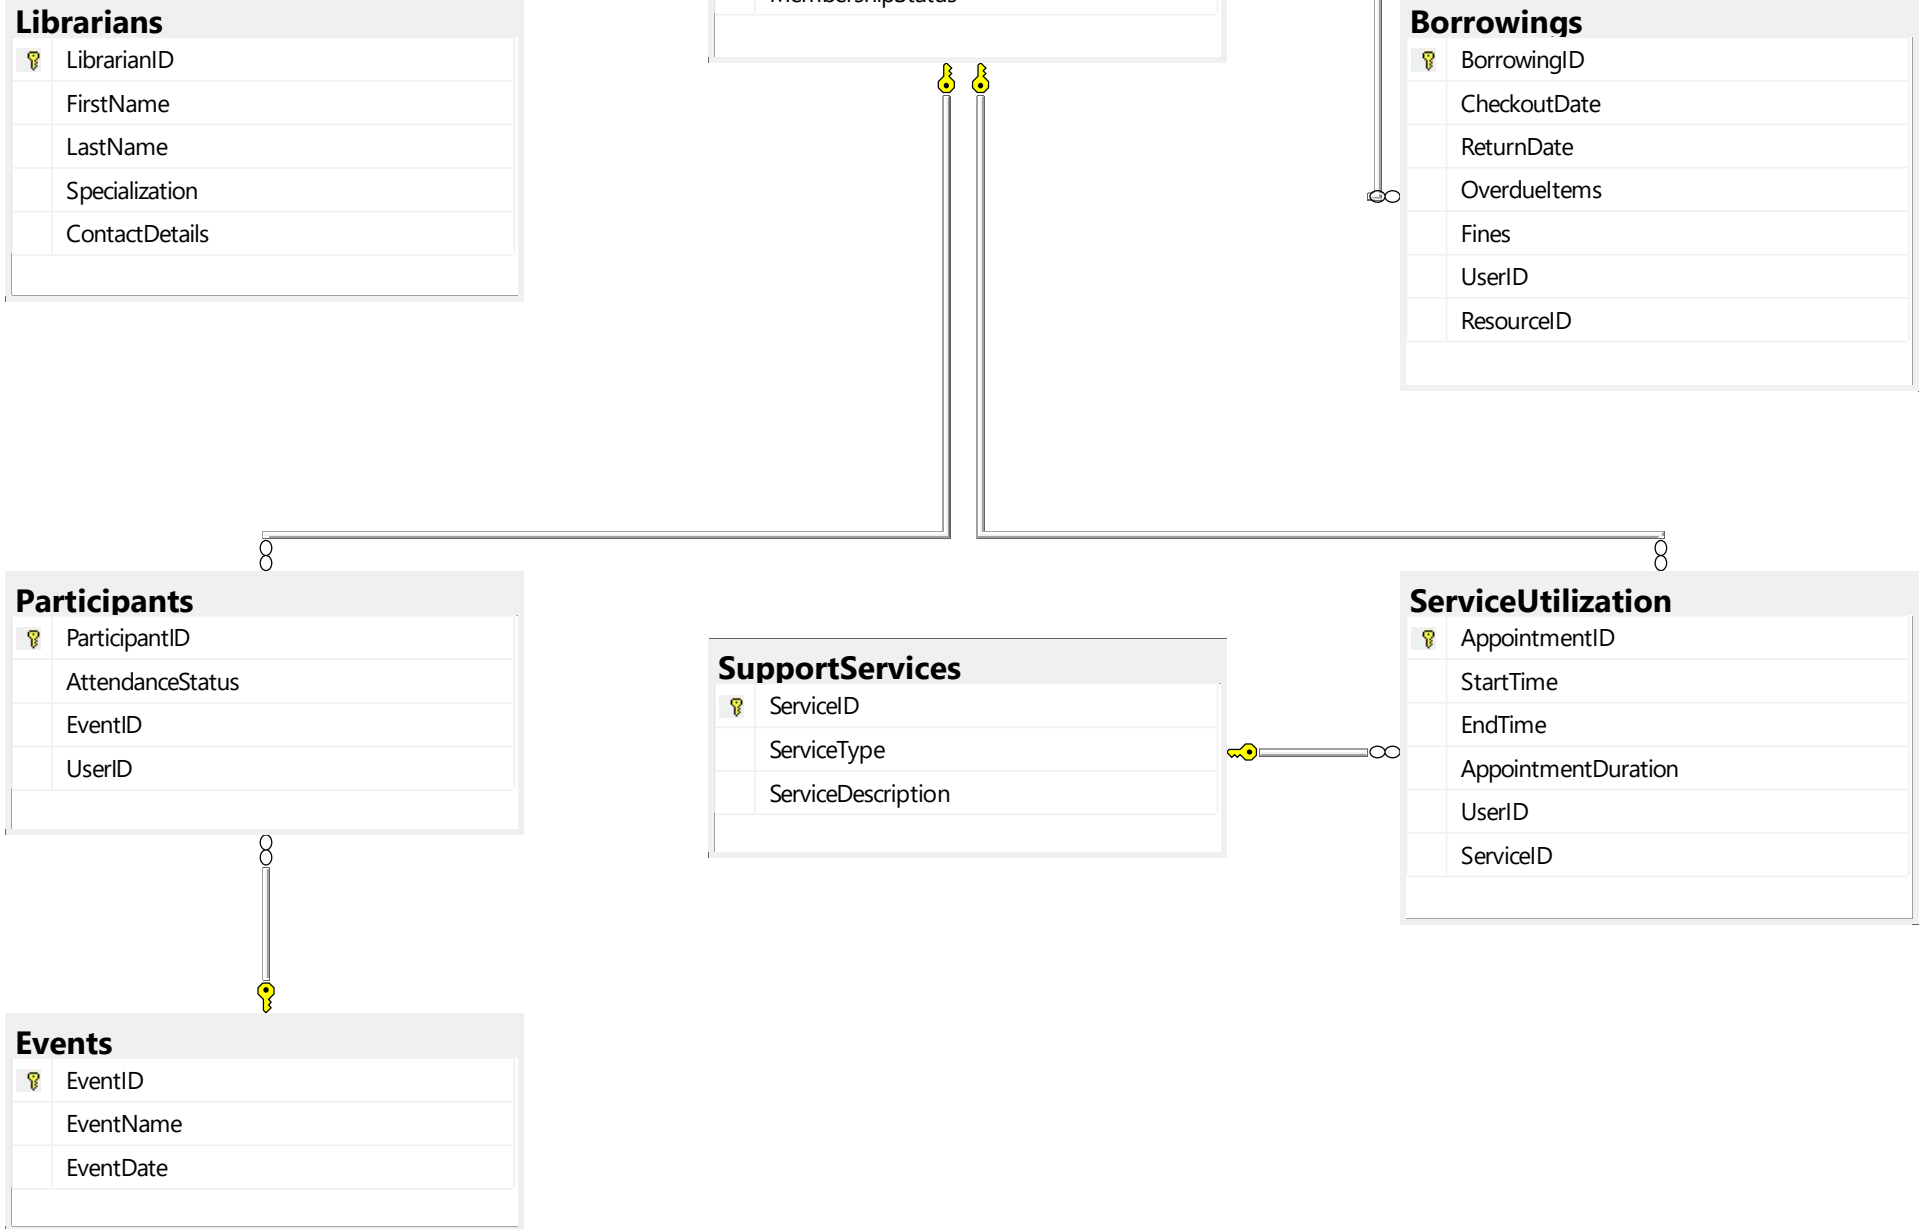 MembershipStatus
Librarians
LibrarianID
FirstName
LastName
Specialization
ContactDetails
Borrowings
BorrowingID
CheckoutDate
ReturnDate
OverdueItems
Fines
UserID
ResourceID
Participants
ParticipantID
AttendanceStatus
EventID
UserID
SupportServices
ServiceID
ServiceType
ServiceDescription
ServiceUtilization
AppointmentID
StartTime
EndTime
AppointmentDuration
UserID
ServiceID
Events
EventID
EventName
EventDate